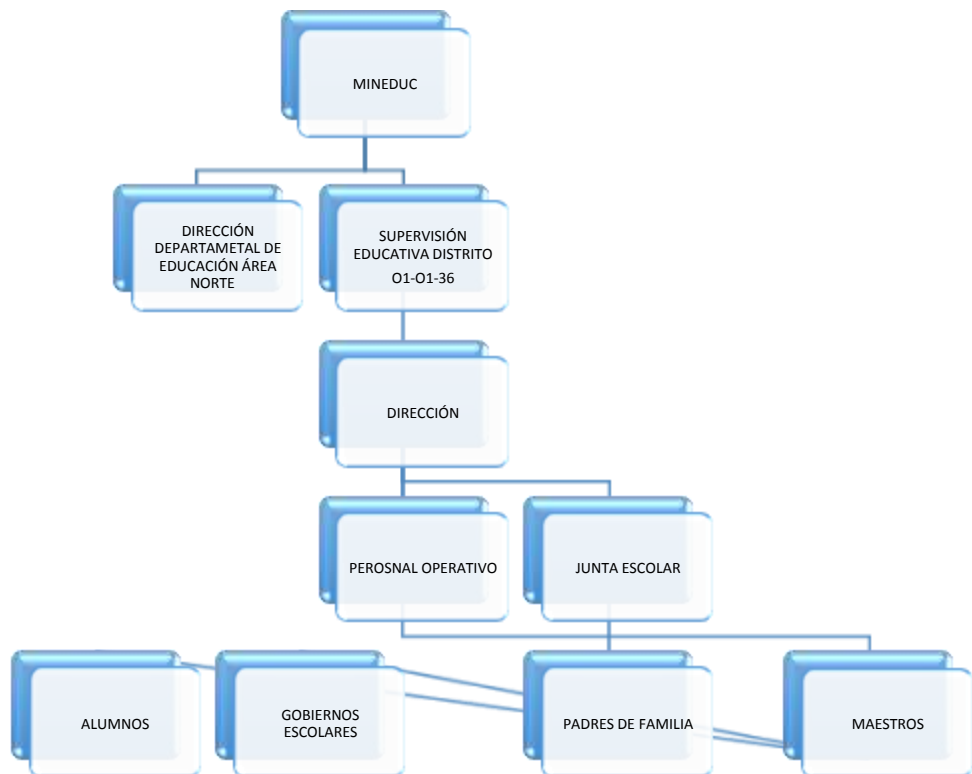 MINEDUC
DIRECCIÓN
DEPARTAMETAL DE
EDUCACIÓN ÁREA
NORTE
SUPERVISIÓN
EDUCATIVA DISTRITO
O1-O1-36
DIRECCIÓN
PEROSNAL OPERATIVO
JUNTA ESCOLAR
ALUMNOS
GOBIERNOS
ESCOLARES
PADRES DE FAMILIA
MAESTROS